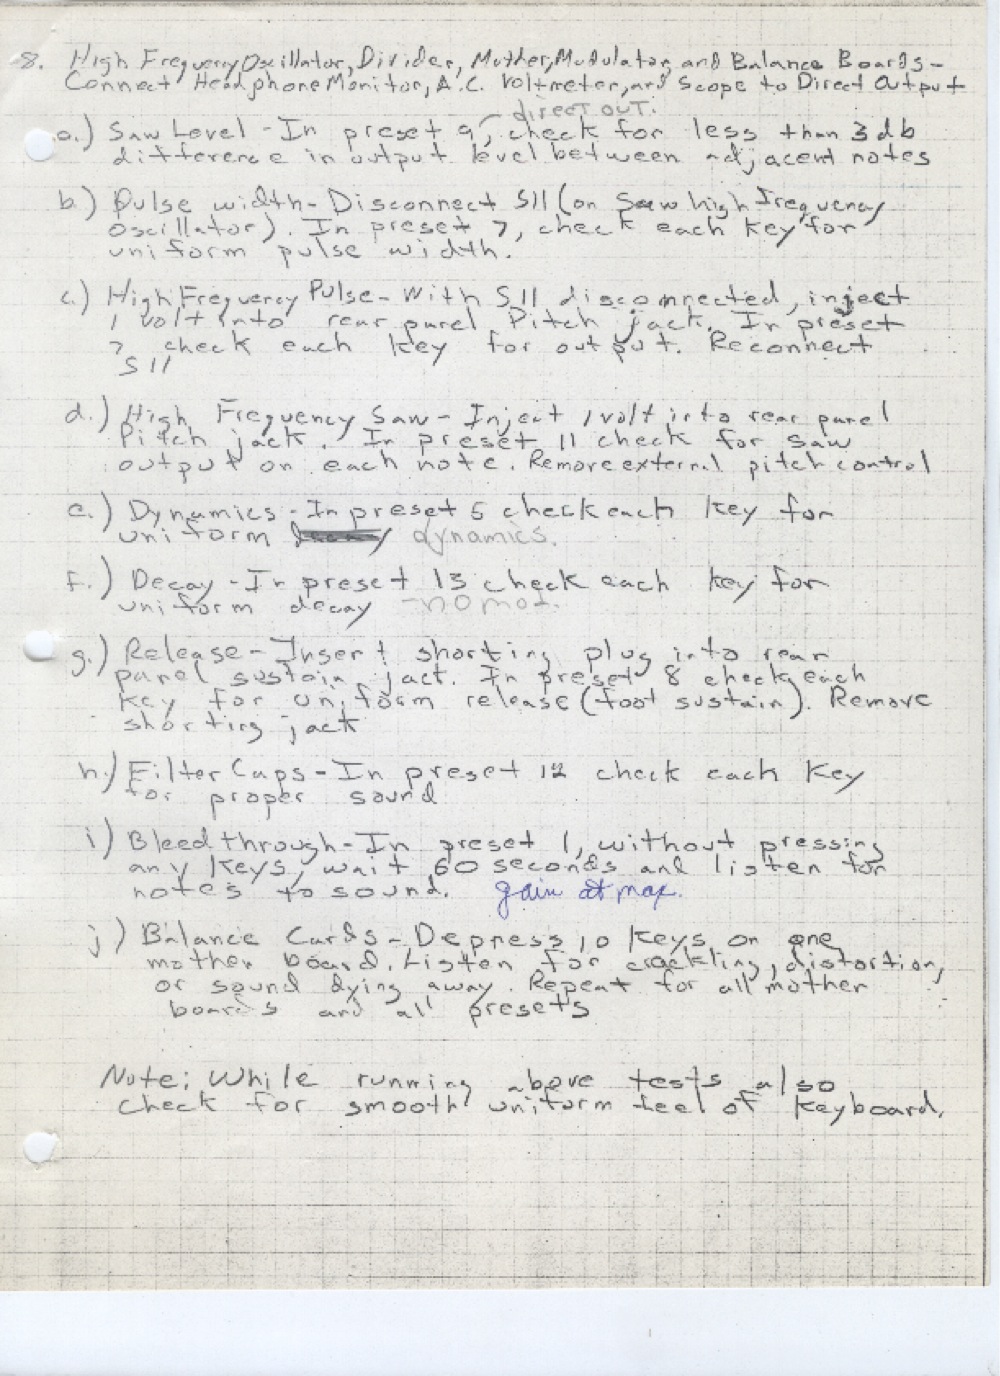 8. High Frequency Oscillator, Divider, Mother, Modulator, and Balance Boards-
Connect Headphone Monitor, A.C. Voltmeter, and Scope to Direct Output
direct out.
a.) Saw Level - In preset 9, check for less than 3 db
difference in output level between adjacent notes
b.) Pulse width - Disconnect S11 (on Saw high frequency
oscillator). In preset 7, check each key for
uniform pulse width.
c.) High Frequency Pulse - With S11 disconnected, inject
1 volt into rear panel Pitch jack. In preset
7 check each key for output. Reconnect
S11
d.) High Frequency Saw - Inject 1 volt into rear panel
Pitch jack. In preset 11 check for saw
output on each note. Remove external pitch control
e.) Dynamics - In preset 5 check each key for
uniform dynamics.
f.) Decay - In preset 13 check each key for
uniform decay - no mod.
g.) Release - Insert shorting plug into rear
panel sustain jact. In preset 8 check each
key for uniform release (foot sustain). Remove
shorting jack
h.) Filter Caps - In preset 12 check each key
for proper sound
i) Bleedthrough - In preset 1, without pressing
any keys, wait 60 seconds and listen for
notes to sound. gain at max.
j) Balance Cards - Depress 10 keys on one
mother board. Listen for crackling, distortion,
or sound dying away. Repeat for all mother
boards and all presets
Note: While running above tests also
check for smooth uniform feel of keyboard.